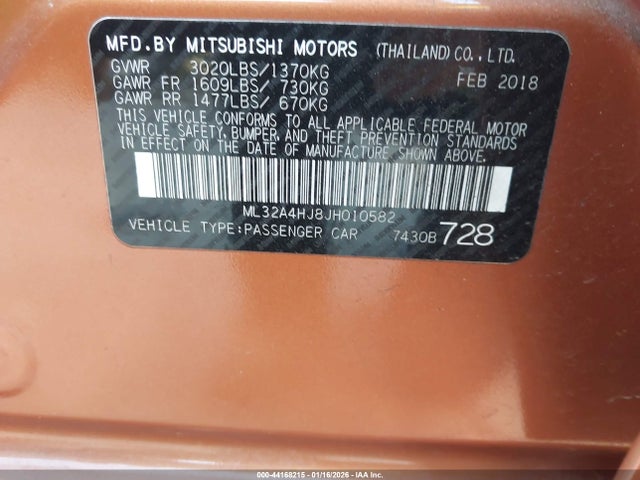 MFD.BY MITSUBISHI MOTORS (THAILAND) CO., LTD.
GVWR 3020LBS/1370KG FEB 2018
GAWR FR 1609LBS/ 730KG
GAWR RR 1477LBS/ 670KG
THIS VEHICLE CONFORMS TO ALL APPLICABLE FEDERAL MOTOR
VEHICLE SAFETY, BUMPER, AND THEFT PREVENTION STANDARDS
IN EFFECT ON THE DATE OF MANUFACTURE SHOWN ABOVE.
ML32A4HJ8JH010582
VEHICLE TYPE:PASSENGER CAR 7430B 728
000-44168215 - 01/16/2026 - IAA Inc.